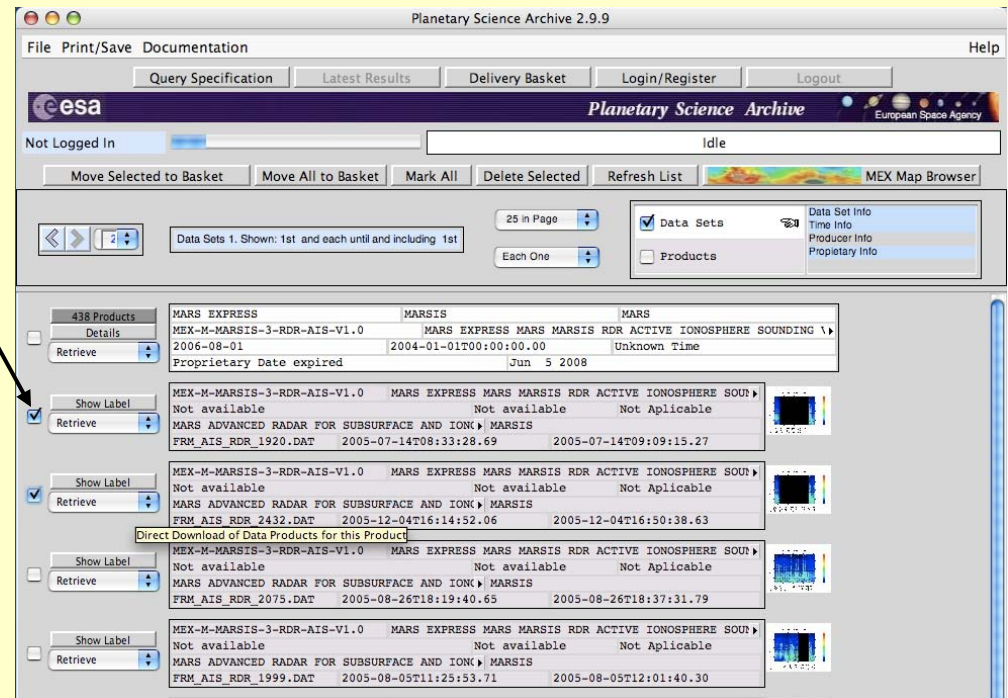 Planetary Science Archive 2.9.9
File Print/Save Documentation Help
Query Specification Latest Results Delivery Basket Login/Register Logout
esa Planetary Science Archive European Space Agency
Not Logged In Idle
Move Selected to Basket Move All to Basket Mark All Delete Selected Refresh List MEX Map Browser
25 in Page Data Sets Data Set Info
Time Info
2 Data Sets 1. Shown: 1st and each until and including 1st Producer Info
Each One Products Propietary Info
438 Products MARS EXPRESS MARSIS MARS
Details MEX-M-MARSIS-3-RDR-AIS-V1.0 MARS EXPRESS MARS MARSIS RDR ACTIVE IONOSPHERE SOUNDING
Retrieve 2006-08-01 2004-01-01T00:00:00.00 Unknown Time
Proprietary Date expired Jun 5 2008
MEX-M-MARSIS-3-RDR-AIS-V1.0 MARS EXPRESS MARS MARSIS RDR ACTIVE IONOSPHERE SOUN
Show Label Not available Not available Not Aplicable
Retrieve MARS ADVANCED RADAR FOR SUBSURFACE AND IONO MARSIS
FRM_AIS_RDR_1920.DAT 2005-07-14T08:33:28.69 2005-07-14T09:09:15.27
MEX-M-MARSIS-3-RDR-AIS-V1.0 MARS EXPRESS MARS MARSIS RDR ACTIVE IONOSPHERE SOUN
Show Label Not available Not available Not Aplicable
Retrieve MARS ADVANCED RADAR FOR SUBSURFACE AND IONO MARSIS
FRM_AIS_RDR_2432.DAT 2005-12-04T16:14:52.06 2005-12-04T16:50:38.63
Direct Download of Data Products for this Product
MEX-M-MARSIS-3-RDR-AIS-V1.0 MARS EXPRESS MARS MARSIS RDR ACTIVE IONOSPHERE SOUN
Show Label Not available Not available Not Aplicable
Retrieve MARS ADVANCED RADAR FOR SUBSURFACE AND IONO MARSIS
FRM_AIS_RDR_2075.DAT 2005-08-26T18:19:40.65 2005-08-26T18:37:31.79
MEX-M-MARSIS-3-RDR-AIS-V1.0 MARS EXPRESS MARS MARSIS RDR ACTIVE IONOSPHERE SOUN
Show Label Not available Not available Not Aplicable
Retrieve MARS ADVANCED RADAR FOR SUBSURFACE AND IONO MARSIS
FRM_AIS_RDR_1999.DAT 2005-08-05T11:25:53.71 2005-08-05T12:01:40.30